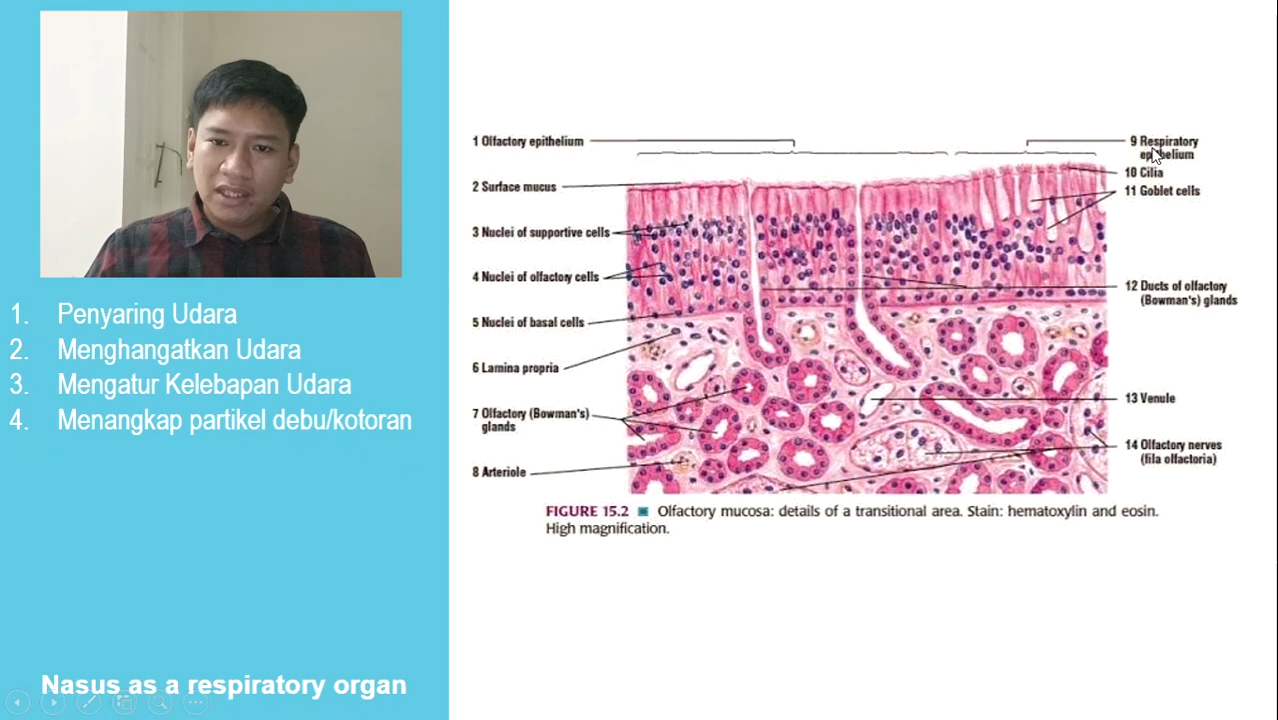 1. Penyaring Udara
2. Menghangatkan Udara
3. Mengatur Kelebapan Udara
4. Menangkap partikel debu/kotoran
Nasus as a respiratory organ
1 Olfactory epithelium
2 Surface mucus
3 Nuclei of supportive cells
4 Nuclei of olfactory cells
5 Nuclei of basal cells
6 Lamina propria
7 Olfactory (Bowman's)
glands
8 Arteriole
9 Respiratory
epithelium
10 Cilia
11 Goblet cells
12 Ducts of olfactory
(Bowman's) glands
13 Venule
14 Olfactory nerves
(fila olfactoria)
FIGURE 15.2 ■ Olfactory mucosa: details of a transitional area. Stain: hematoxylin and eosin.
High magnification.